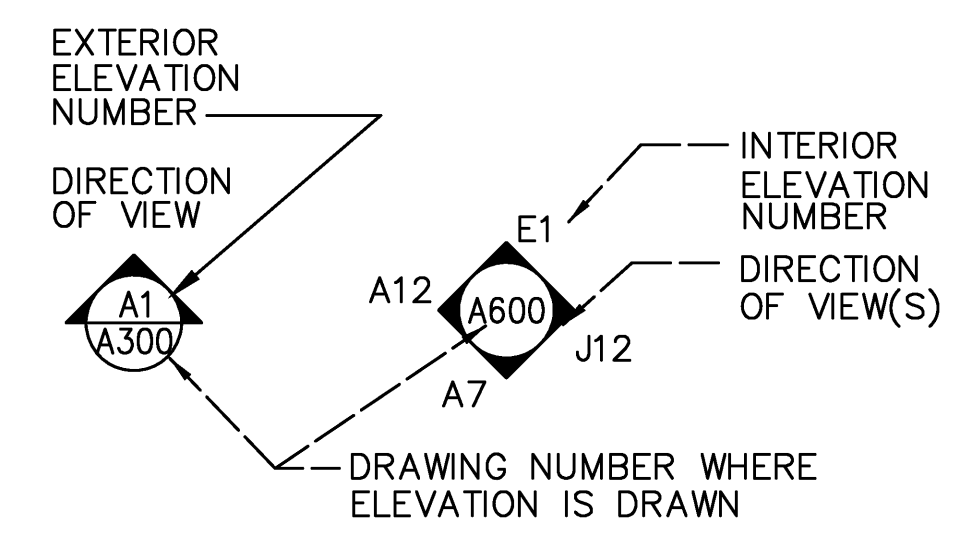 EXTERIOR
ELEVATION
NUMBER
DIRECTION
OF VIEW
A1
A300
INTERIOR
ELEVATION
NUMBER
DIRECTION
OF VIEW(S)
E1
A12
A600
J12
A7
DRAWING NUMBER WHERE
ELEVATION IS DRAWN